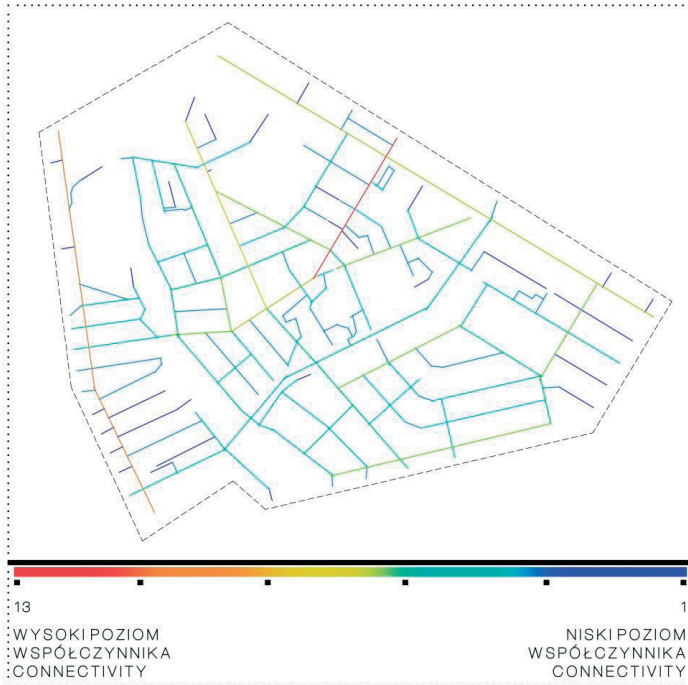 13
1
WYSOKI POZIOM
WSPÓŁCZYNNIKA
CONNECTIVITY
NISKI POZIOM
WSPÓŁCZYNNIKA
CONNECTIVITY